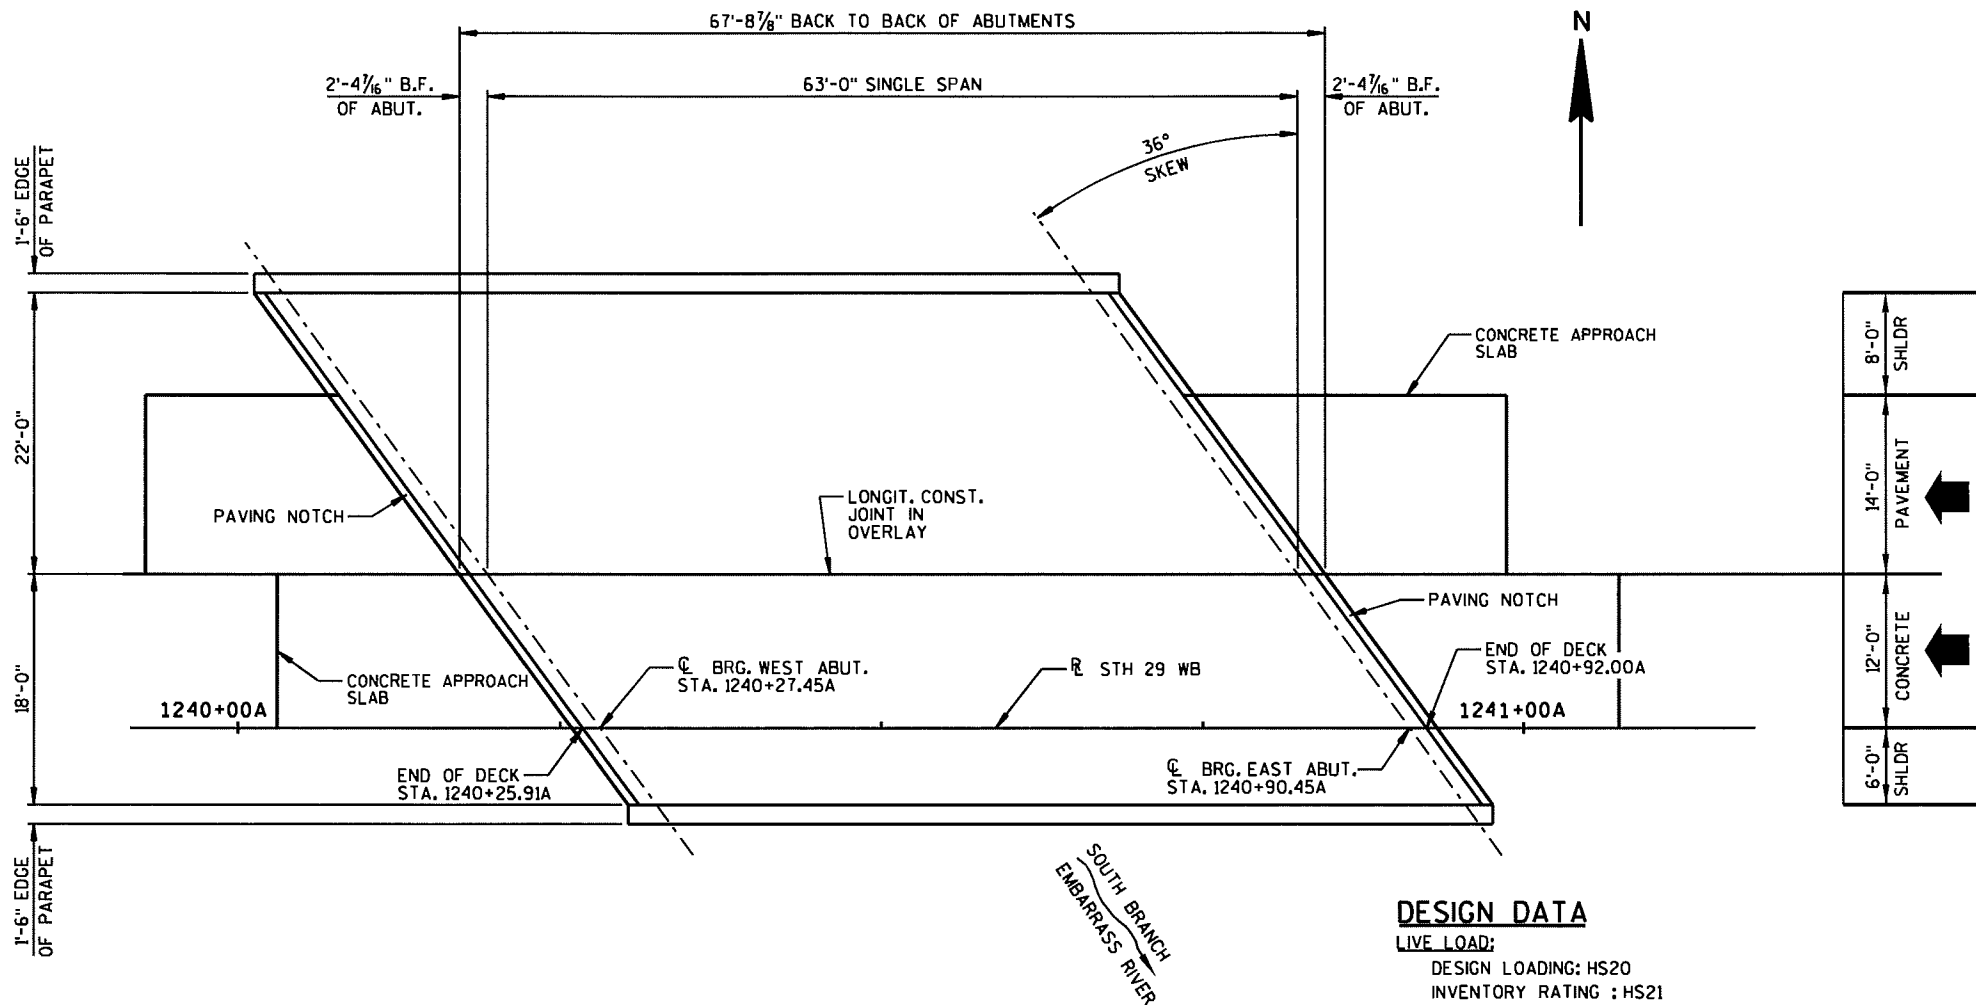 67'-8⅞" BACK TO BACK OF ABUTMENTS
N
2'-4⁷⁄₁₆" B.F.
OF ABUT.
63'-0" SINGLE SPAN
2'-4⁷⁄₁₆" B.F.
OF ABUT.
36°
SKEW
1'-6" EDGE
OF PARAPET
CONCRETE APPROACH
SLAB
8'-0"
SHLDR
22'-0"
PAVING NOTCH
LONGIT. CONST.
JOINT IN
OVERLAY
14'-0"
PAVEMENT
PAVING NOTCH
18'-0"
CONCRETE APPROACH
SLAB
℄ BRG. WEST ABUT.
STA. 1240+27.45A
R STH 29 WB
END OF DECK
STA. 1240+92.00A
12'-0"
CONCRETE
1240+00A
1241+00A
END OF DECK
STA. 1240+25.91A
℄ BRG. EAST ABUT.
STA. 1240+90.45A
6'-0"
SHLDR
1'-6" EDGE
OF PARAPET
SOUTH BRANCH
EMBARRASS RIVER
DESIGN DATA
LIVE LOAD:
DESIGN LOADING: HS20
INVENTORY RATING : HS21